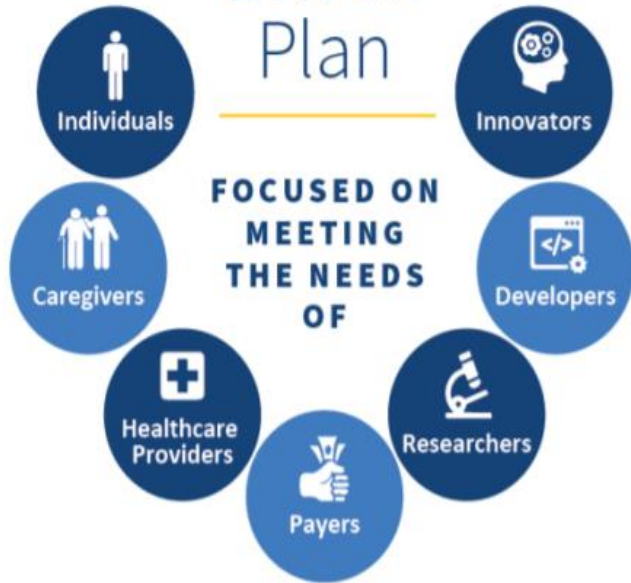 Plan
FOCUSED ON
MEETING
THE NEEDS
OF
Individuals
Caregivers
Healthcare
Providers
Payers
Researchers
Developers
</>
Innovators